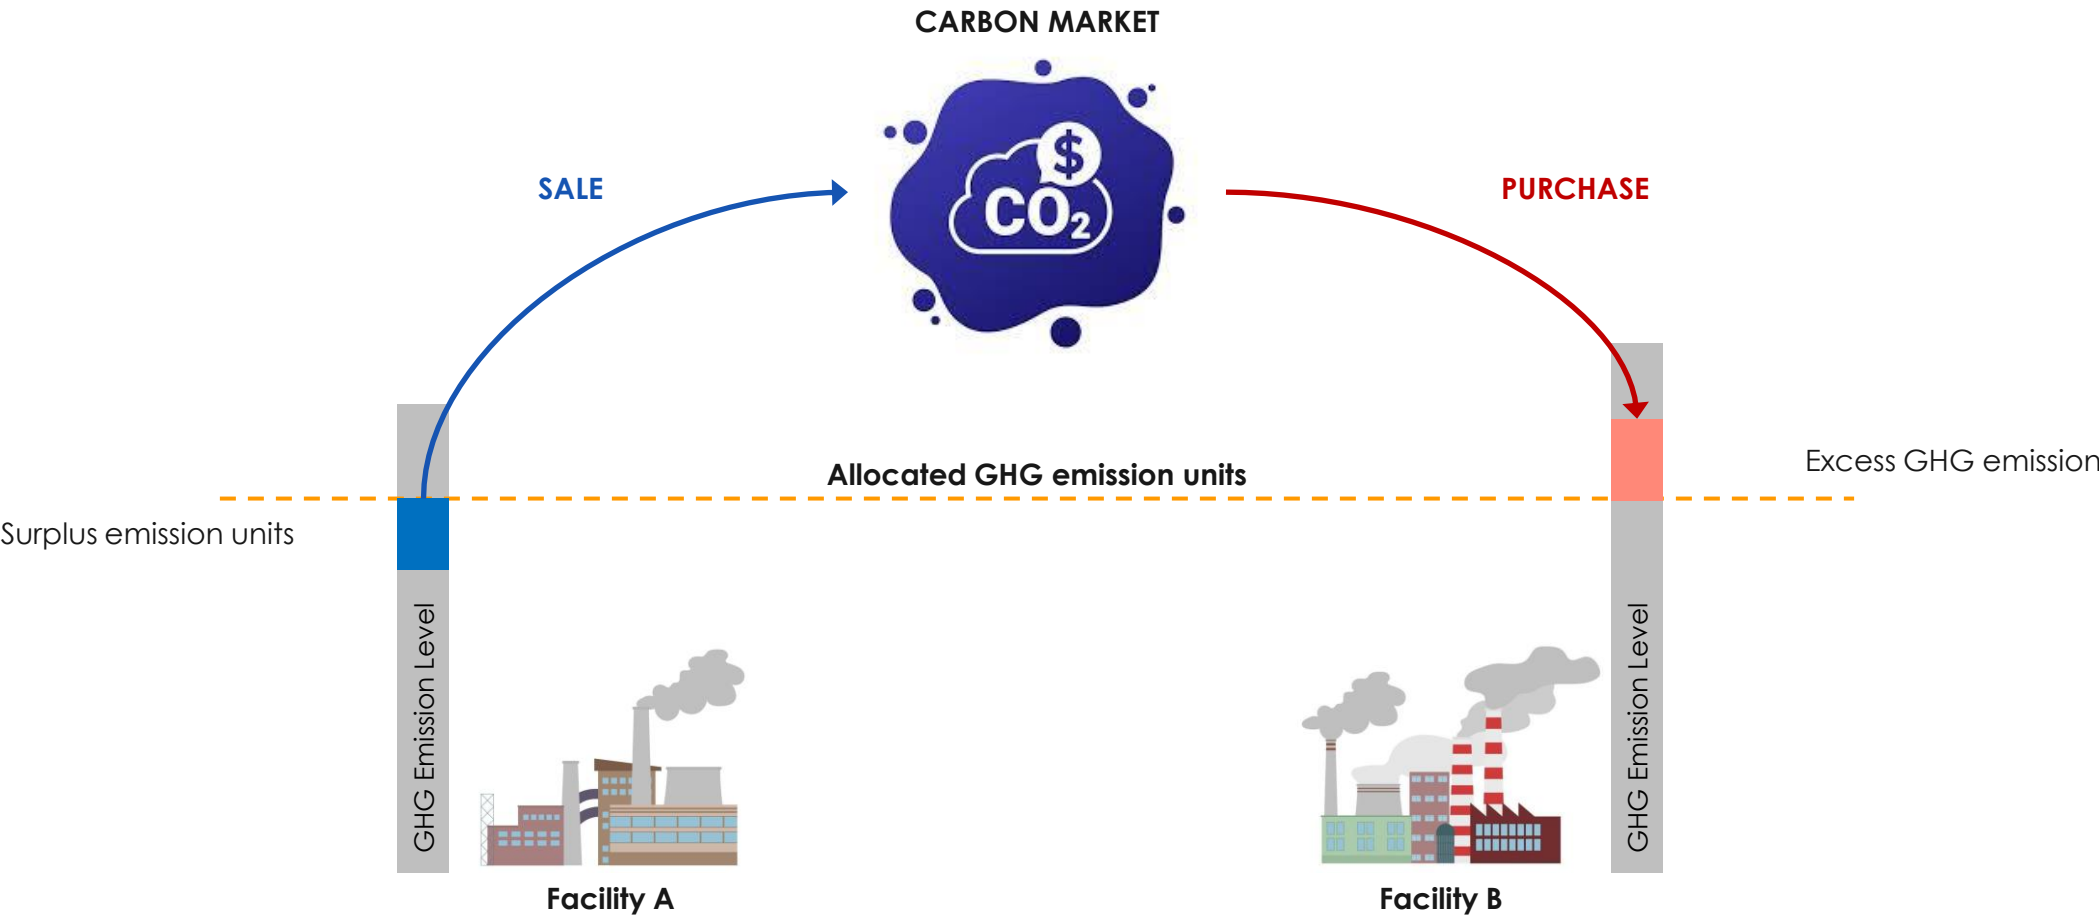 CARBON MARKET
$
CO₂
SALE
PURCHASE
Allocated GHG emission units
Excess GHG emission
Surplus emission units
GHG Emission Level
GHG Emission Level
Facility A
Facility B